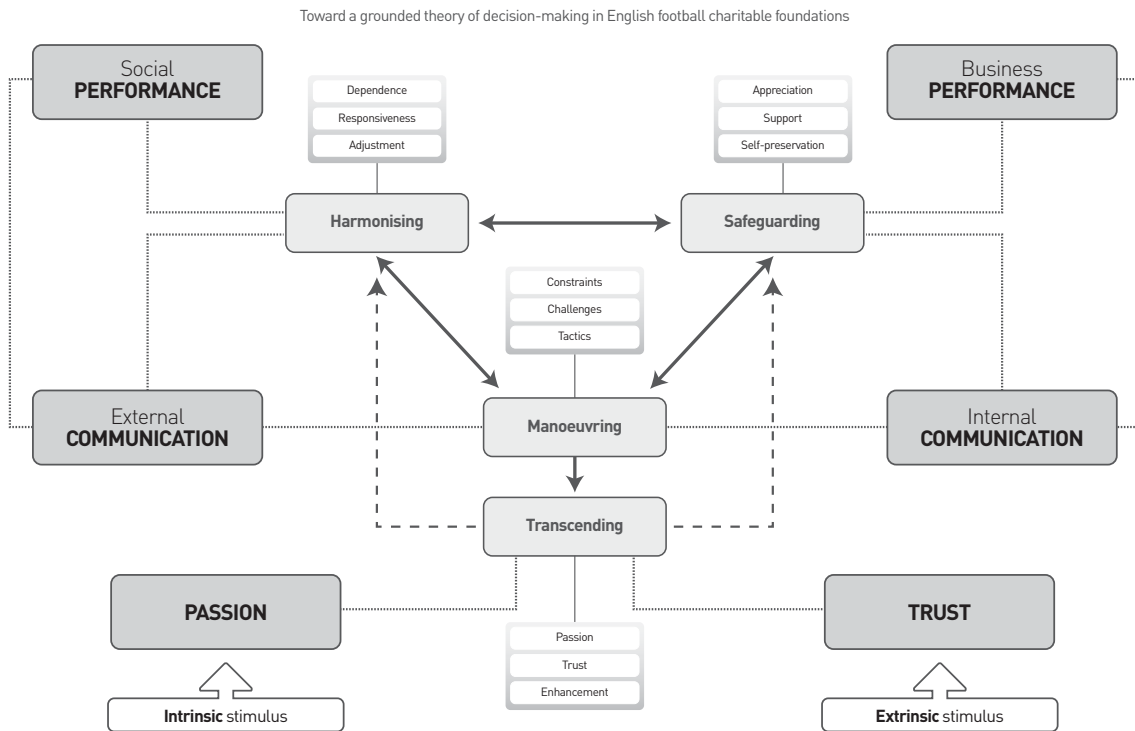 Toward a grounded theory of decision-making in English football charitable foundations
Social
PERFORMANCE
Business
PERFORMANCE
Dependence
Responsiveness
Adjustment
Appreciation
Support
Self-preservation
Harmonising
Safeguarding
Constraints
Challenges
Tactics
External
COMMUNICATION
Manoeuvring
Internal
COMMUNICATION
Transcending
PASSION
TRUST
Passion
Trust
Enhancement
Intrinsic stimulus
Extrinsic stimulus